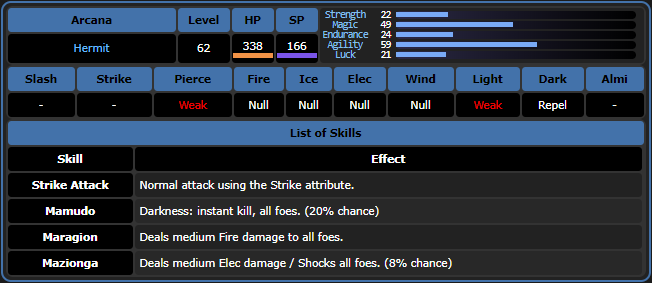 Arcana Level HP SP
Hermit 62 338 166
Strength 22
Magic 49
Endurance 24
Agility 59
Luck 21
Slash Strike Pierce Fire Ice Elec Wind Light Dark Almi
- - Weak Null Null Null Null Weak Repel -
List of Skills
Skill Effect
Strike Attack Normal attack using the Strike attribute.
Mamudo Darkness: instant kill, all foes. (20% chance)
Maragion Deals medium Fire damage to all foes.
Mazionga Deals medium Elec damage / Shocks all foes. (8% chance)